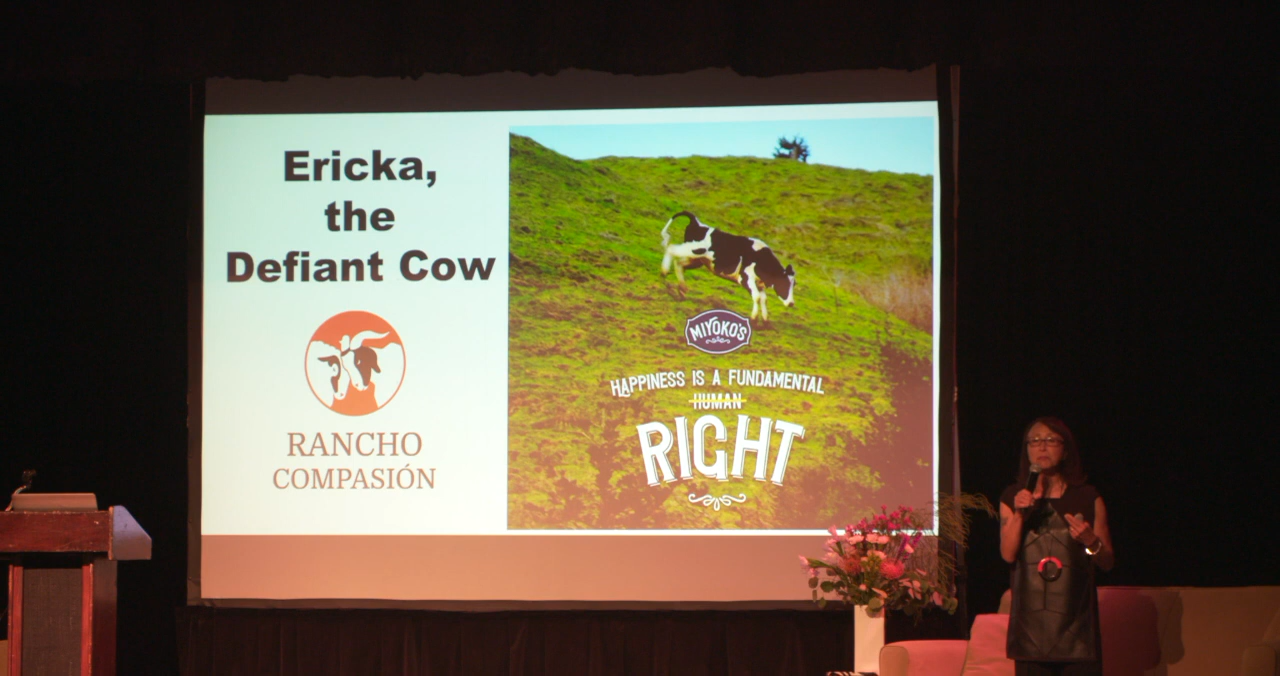 Ericka,
the
Defiant Cow
RANCHO
COMPASIÓN
MIYOKO'S
HAPPINESS IS A FUNDAMENTAL
HUMAN
RIGHT